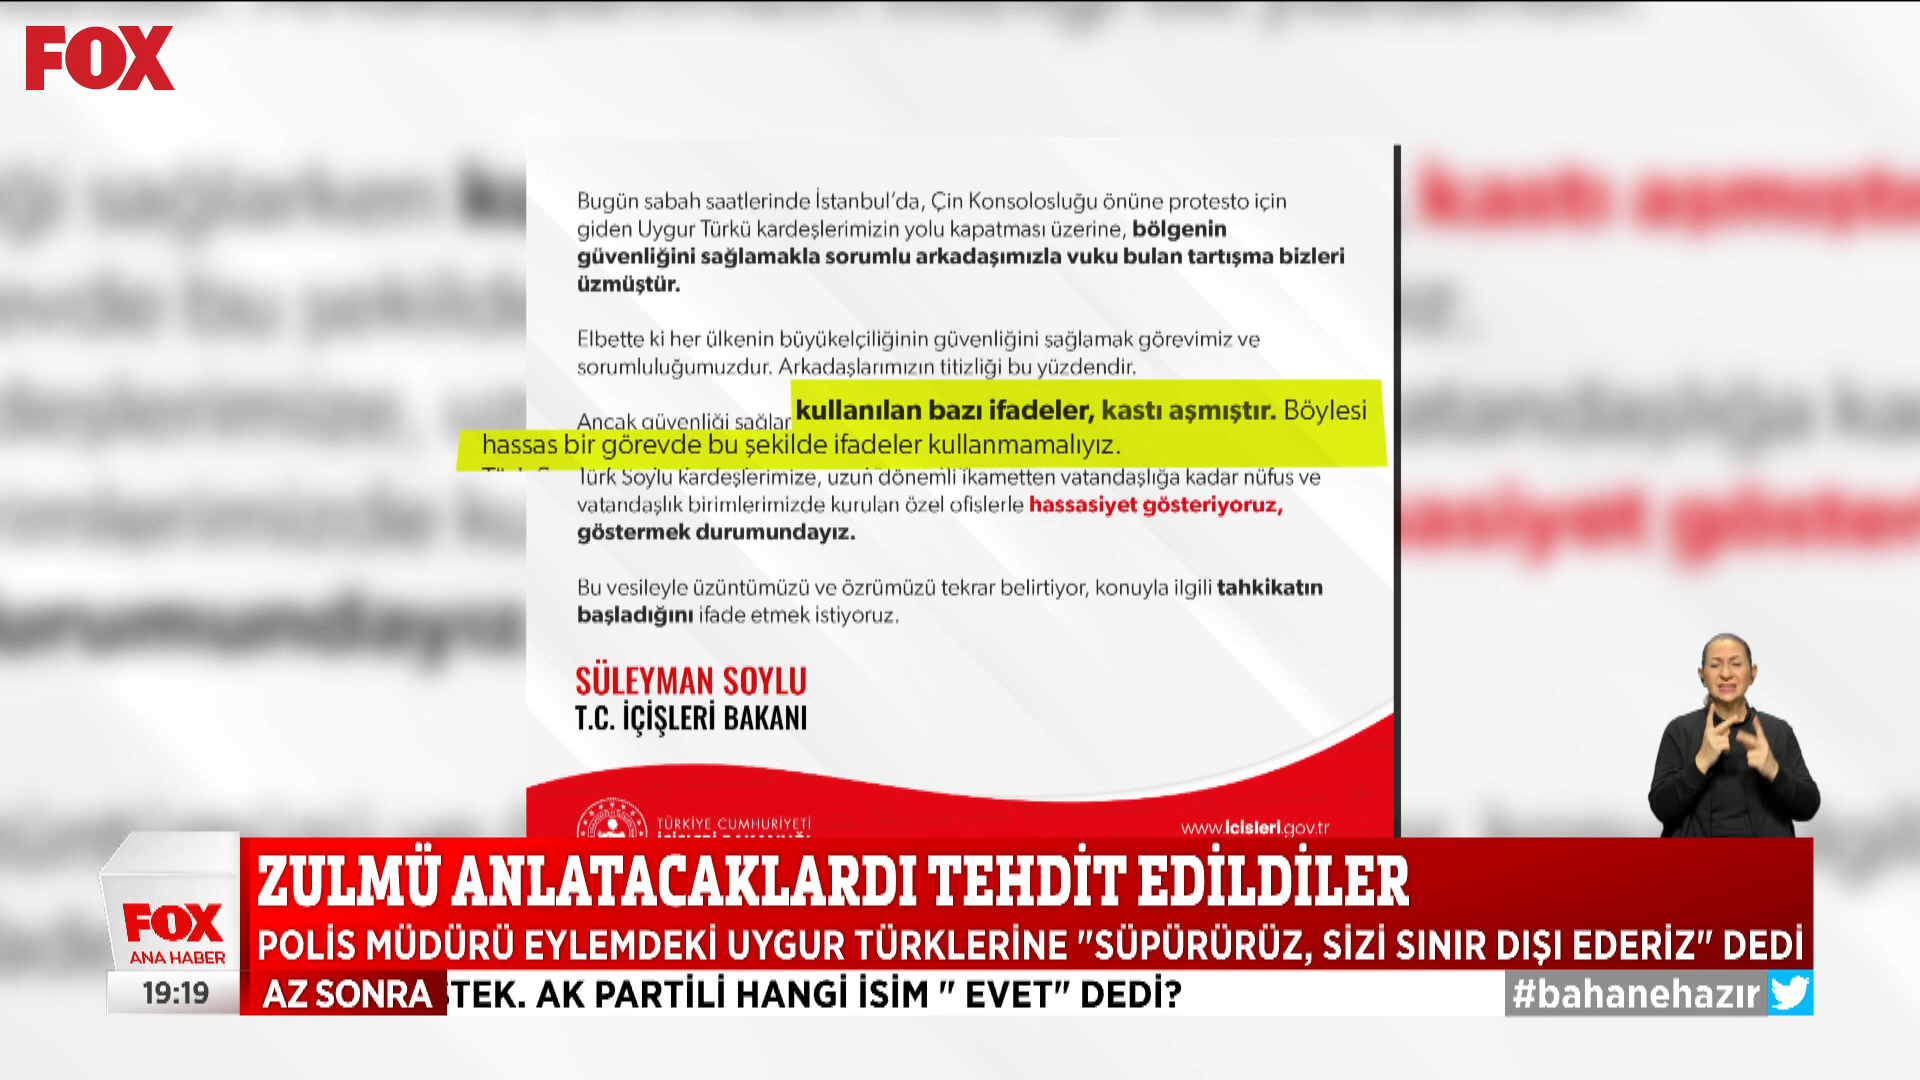 FOX
Bugün sabah saatlerinde İstanbul'da, Çin Konsolosluğu önüne protesto için
giden Uygur Türkü kardeşlerimizin yolu kapatması üzerine, bölgenin
güvenliğini sağlamakla sorumlu arkadaşımızla vuku bulan tartışma bizleri
üzmüştür.
Elbette ki her ülkenin büyükelçiliğinin güvenliğini sağlamak görevimiz ve
sorumluluğumuzdur. Arkadaşlarımızın titizliği bu yüzdendir.
Ancak güvenliği sağlar
kullanılan bazı ifadeler, kastı aşmıştır. Böylesi
hassas bir görevde bu şekilde ifadeler kullanmamalıyız.
Türk Soylu kardeşlerimize, uzun dönemli ikametten vatandaşlığa kadar nüfus ve
vatandaşlık birimlerimizde kurulan özel ofislerle hassasiyet gösteriyoruz,
göstermek durumundayız.
Bu vesileyle üzüntümüzü ve özrümüzü tekrar belirtiyor, konuyla ilgili tahkikatın
başladığını ifade etmek istiyoruz.
SÜLEYMAN SOYLU
T.C. İÇİŞLERİ BAKANI
TÜRKİYE CUMHURİYETİ
www.icisleri.gov.tr
ZULMÜ ANLATACAKLARDI TEHDİT EDİLDİLER
POLİS MÜDÜRÜ EYLEMDEKİ UYGUR TÜRKLERİNE "SÜPÜRÜRÜZ, SİZİ SINIR DIŞI EDERİZ" DEDİ
FOX
ANA HABER
19:19
AZ SONRA
STEK. AK PARTİLİ HANGİ İSİM " EVET" DEDİ?
#bahanehazır